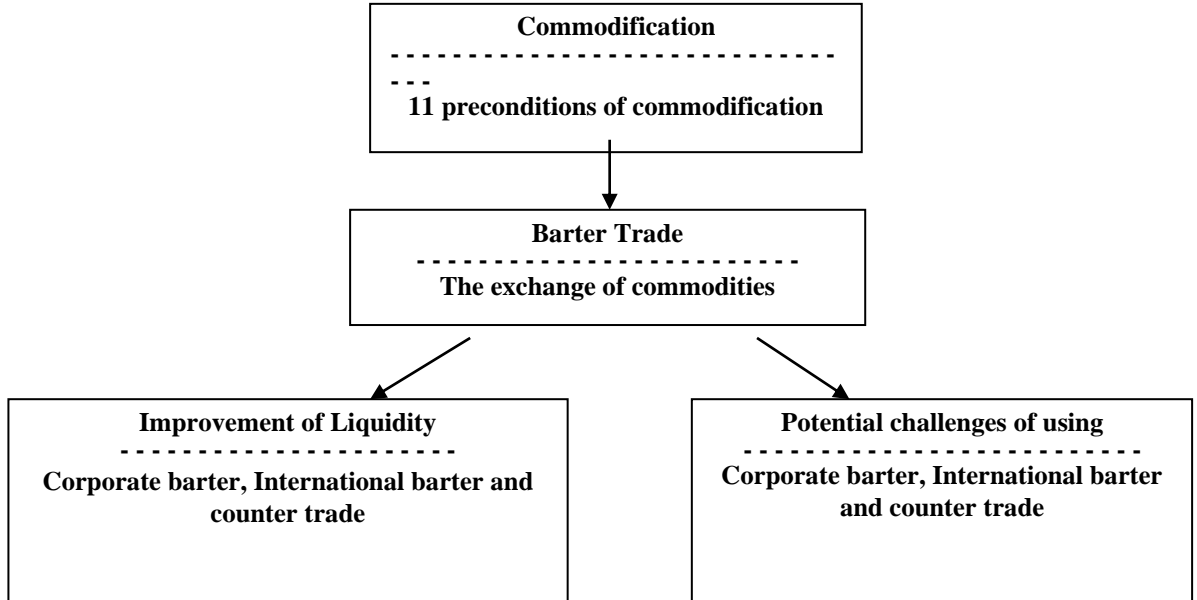 Commodification
- - - - - - - - - - - - - - - - - - - - - - - - - - - - -
- - -
11 preconditions of commodification
Barter Trade
- - - - - - - - - - - - - - - - - - - - - - - - -
The exchange of commodities
Improvement of Liquidity
- - - - - - - - - - - - - - - - - - - - - -
Corporate barter, International barter and
counter trade
Potential challenges of using
- - - - - - - - - - - - - - - - - - - - - - - - - -
Corporate barter, International barter
and counter trade